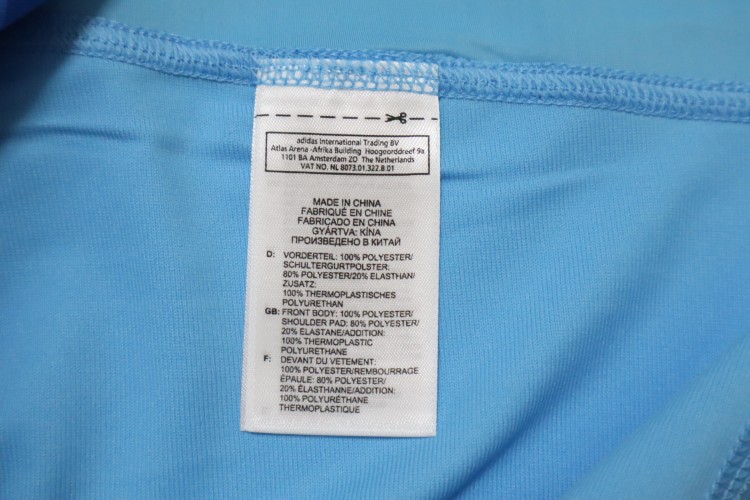 adidas International Trading BV
Atlas Arena -Afrika Building Hoogoorddreef 9a
1101 BA Amsterdam ZO The Netherlands
VAT NO. NL 8073.01.322.B.01
MADE IN CHINA
FABRIQUÉ EN CHINE
FABRICADO EN CHINA
GYÁRTVA: KÍNA
ПРОИЗВЕДЕНО В КИТАЙ
D: VORDERTEIL: 100% POLYESTER/
SCHULTERGURTPOLSTER:
80% POLYESTER/20% ELASTHAN/
ZUSATZ:
100% THERMOPLASTISCHES
POLYURETHAN
GB: FRONT BODY: 100% POLYESTER/
SHOULDER PAD: 80% POLYESTER/
20% ELASTANE/ADDITION:
100% THERMOPLASTIC
POLYURETHANE
F: DEVANT DU VETEMENT:
100% POLYESTER/REMBOURRAGE
ÉPAULE: 80% POLYESTER/
20% ÉLASTHANNE/ADDITION:
100% POLYURÉTHANE
THERMOPLASTIQUE